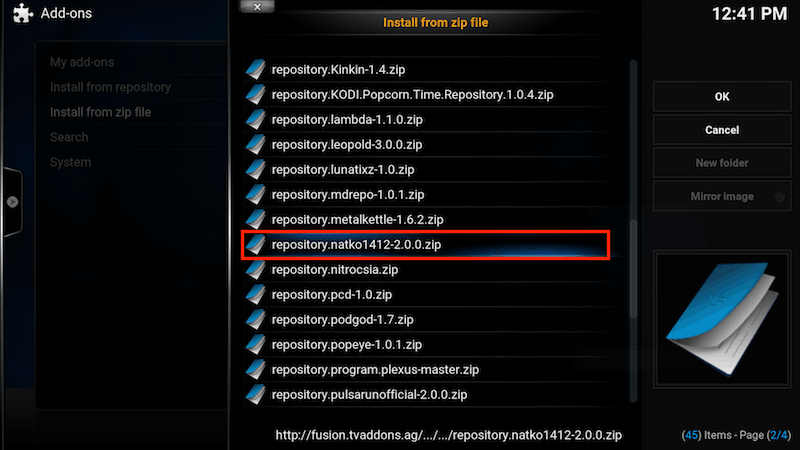 Add-ons
Install from zip file
12:41 PM
My add-ons
Install from repository
Install from zip file
Search
System
repository.Kinkin-1.4.zip
repository.KODI.Popcorn.Time.Repository.1.0.4.zip
repository.lambda-1.1.0.zip
repository.leopold-3.0.0.zip
repository.lunatixz-1.0.zip
repository.mdrepo-1.0.1.zip
repository.metalkettle-1.6.2.zip
repository.natko1412-2.0.0.zip
repository.nitrocsia.zip
repository.pcd-1.0.zip
repository.podgod-1.7.zip
repository.popeye-1.0.1.zip
repository.program.plexus-master.zip
repository.pulsarunofficial-2.0.0.zip
OK
Cancel
New folder
Mirror Image
http://fusion.tvaddons.ag/.../.../repository.natko1412-2.0.0.zip
(45) Items - Page (2/4)